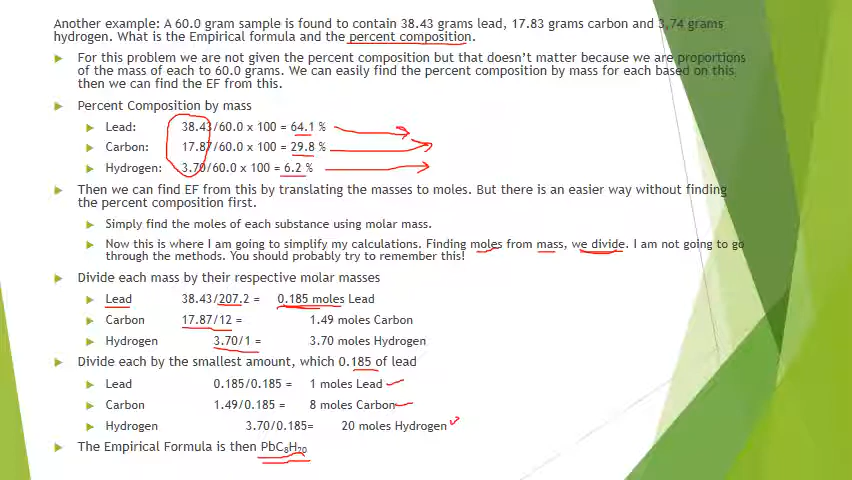 Another example: A 60.0 gram sample is found to contain 38.43 grams lead, 17.83 grams carbon and 3,74 grams
hydrogen. What is the Empirical formula and the percent composition.
For this problem we are not given the percent composition but that doesn't matter because we are proportions
of the mass of each to 60.0 grams. We can easily find the percent composition by mass for each based on this
then we can find the EF from this.
Percent Composition by mass
Lead: 38.43/60.0 x 100 = 64.1 %
Carbon: 17.87/60.0 x 100 = 29.8 %
Hydrogen: 3.70/60.0 x 100 = 6.2 %
Then we can find EF from this by translating the masses to moles. But there is an easier way without finding
the percent composition first.
Simply find the moles of each substance using molar mass.
Now this is where I am going to simplify my calculations. Finding moles from mass, we divide. I am not going to go
through the methods. You should probably try to remember this!
Divide each mass by their respective molar masses
Lead 38.43/207.2 = 0.185 moles Lead
Carbon 17.87/12 = 1.49 moles Carbon
Hydrogen 3.70/1 = 3.70 moles Hydrogen
Divide each by the smallest amount, which 0.185 of lead
Lead 0.185/0.185 = 1 moles Lead
Carbon 1.49/0.185 = 8 moles Carbon
Hydrogen 3.70/0.185= 20 moles Hydrogen
The Empirical Formula is then PbC₈H₂₀